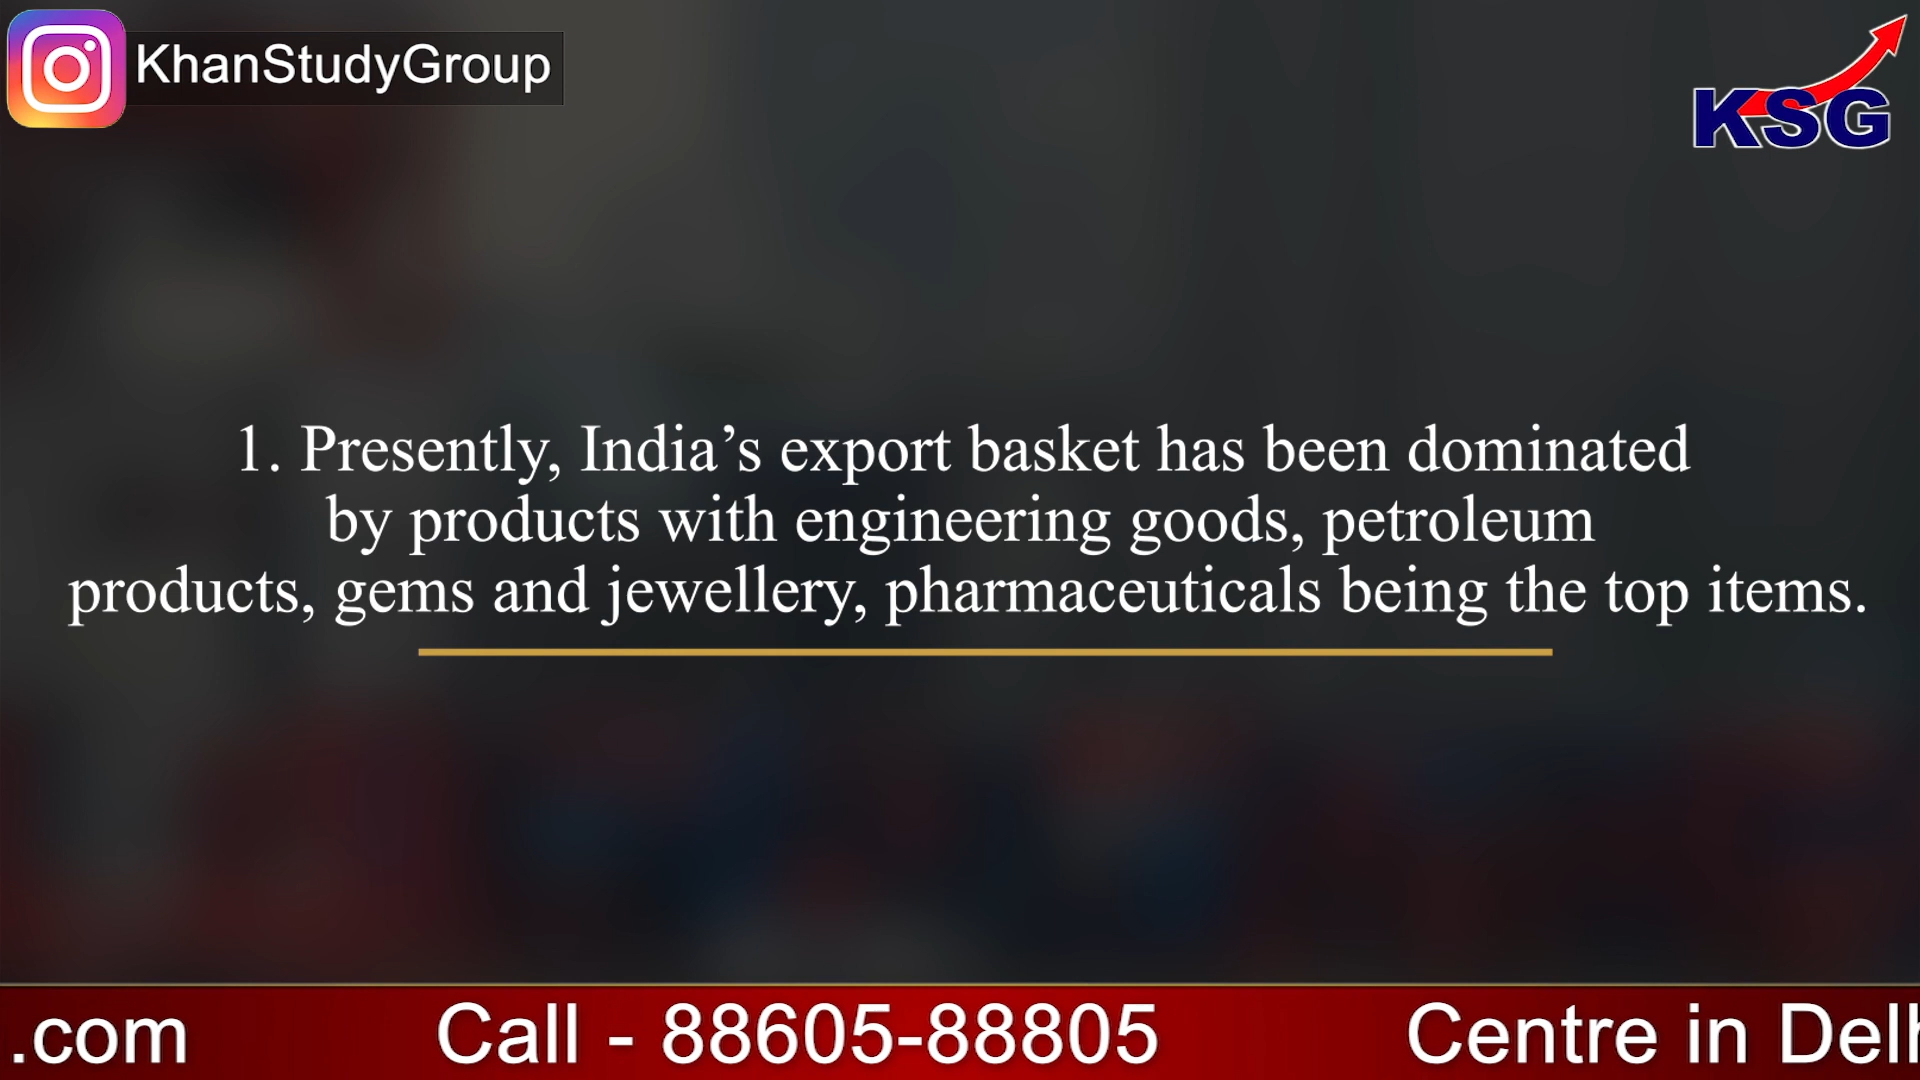 KhanStudyGroup
KSG
1. Presently, India’s export basket has been dominated
by products with engineering goods, petroleum
products, gems and jewellery, pharmaceuticals being the top items.
.com Call - 88605-88805 Centre in Delh